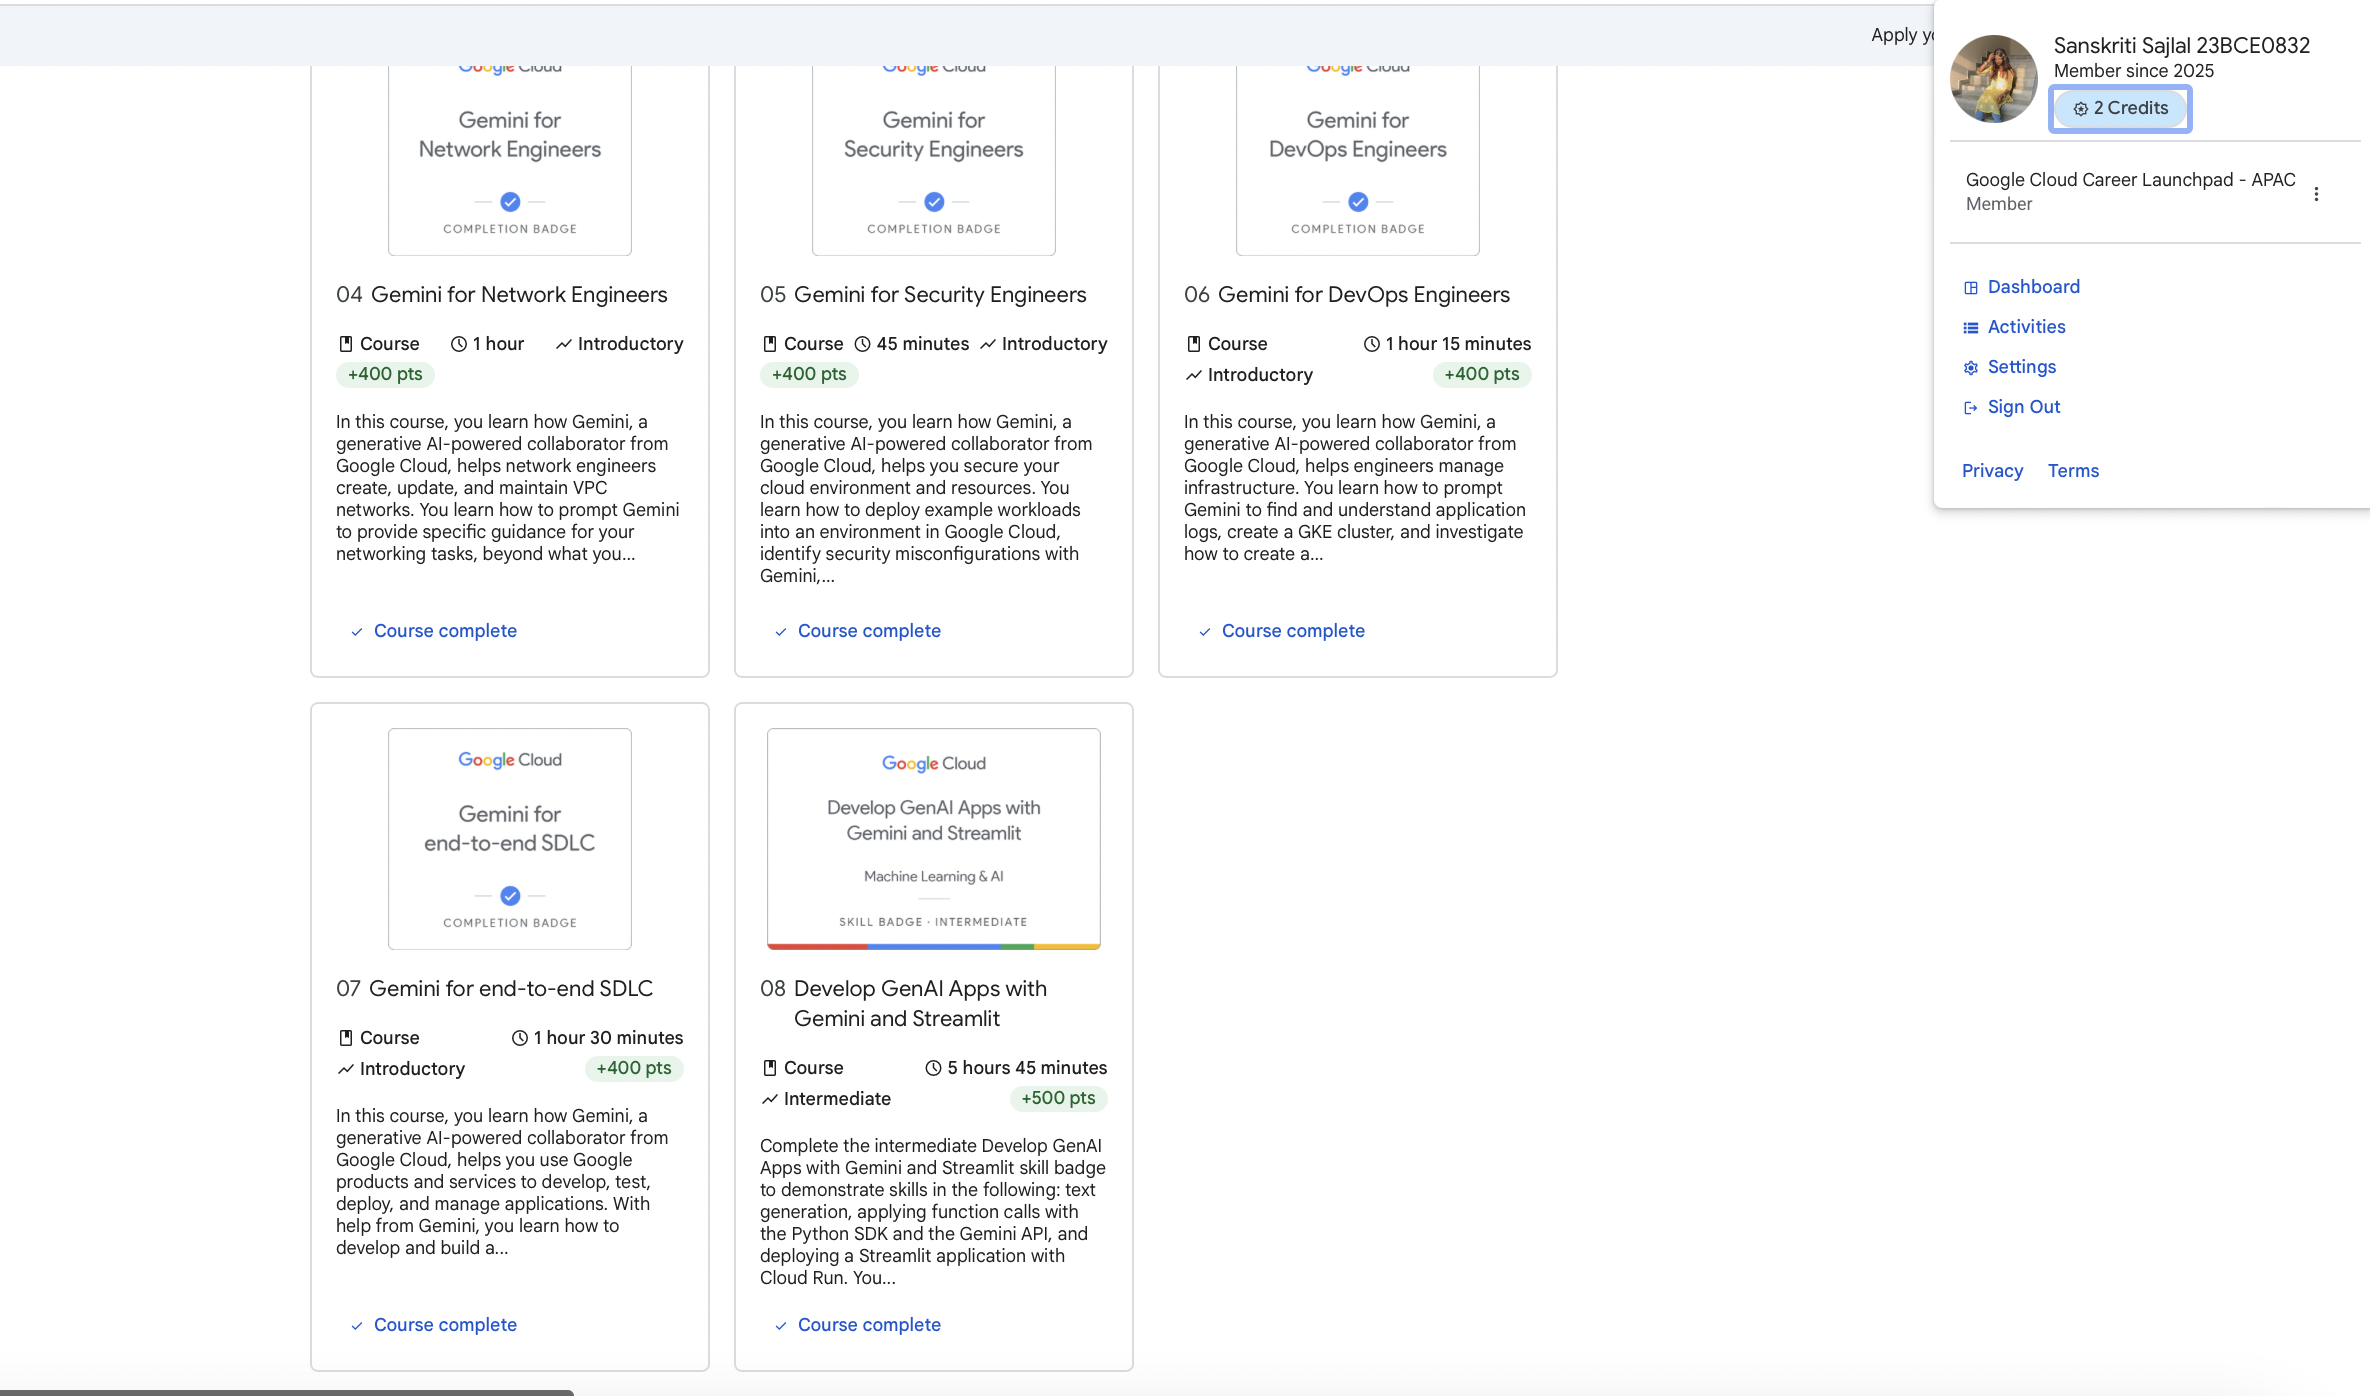 Apply yo
Sanskriti Sajlal 23BCE0832
Member since 2025
2 Credits
Google Cloud Career Launchpad - APAC
Member
Dashboard
Activities
Settings
Sign Out
Privacy Terms
Google Cloud
Gemini for
Network Engineers
COMPLETION BADGE
04 Gemini for Network Engineers
Course 1 hour Introductory
+400 pts
In this course, you learn how Gemini, a
generative AI-powered collaborator from
Google Cloud, helps network engineers
create, update, and maintain VPC
networks. You learn how to prompt Gemini
to provide specific guidance for your
networking tasks, beyond what you...
Course complete
Google Cloud
Gemini for
Security Engineers
COMPLETION BADGE
05 Gemini for Security Engineers
Course 45 minutes Introductory
+400 pts
In this course, you learn how Gemini, a
generative AI-powered collaborator from
Google Cloud, helps you secure your
cloud environment and resources. You
learn how to deploy example workloads
into an environment in Google Cloud,
identify security misconfigurations with
Gemini,...
Course complete
Google Cloud
Gemini for
DevOps Engineers
COMPLETION BADGE
06 Gemini for DevOps Engineers
Course 1 hour 15 minutes
Introductory +400 pts
In this course, you learn how Gemini, a
generative AI-powered collaborator from
Google Cloud, helps engineers manage
infrastructure. You learn how to prompt
Gemini to find and understand application
logs, create a GKE cluster, and investigate
how to create a...
Course complete
Google Cloud
Gemini for
end-to-end SDLC
COMPLETION BADGE
07 Gemini for end-to-end SDLC
Course 1 hour 30 minutes
Introductory +400 pts
In this course, you learn how Gemini, a
generative AI-powered collaborator from
Google Cloud, helps you use Google
products and services to develop, test,
deploy, and manage applications. With
help from Gemini, you learn how to
develop and build a...
Course complete
Google Cloud
Develop GenAI Apps with
Gemini and Streamlit
Machine Learning & AI
SKILL BADGE · INTERMEDIATE
08 Develop GenAI Apps with
Gemini and Streamlit
Course 5 hours 45 minutes
Intermediate +500 pts
Complete the intermediate Develop GenAI
Apps with Gemini and Streamlit skill badge
to demonstrate skills in the following: text
generation, applying function calls with
the Python SDK and the Gemini API, and
deploying a Streamlit application with
Cloud Run. You...
Course complete